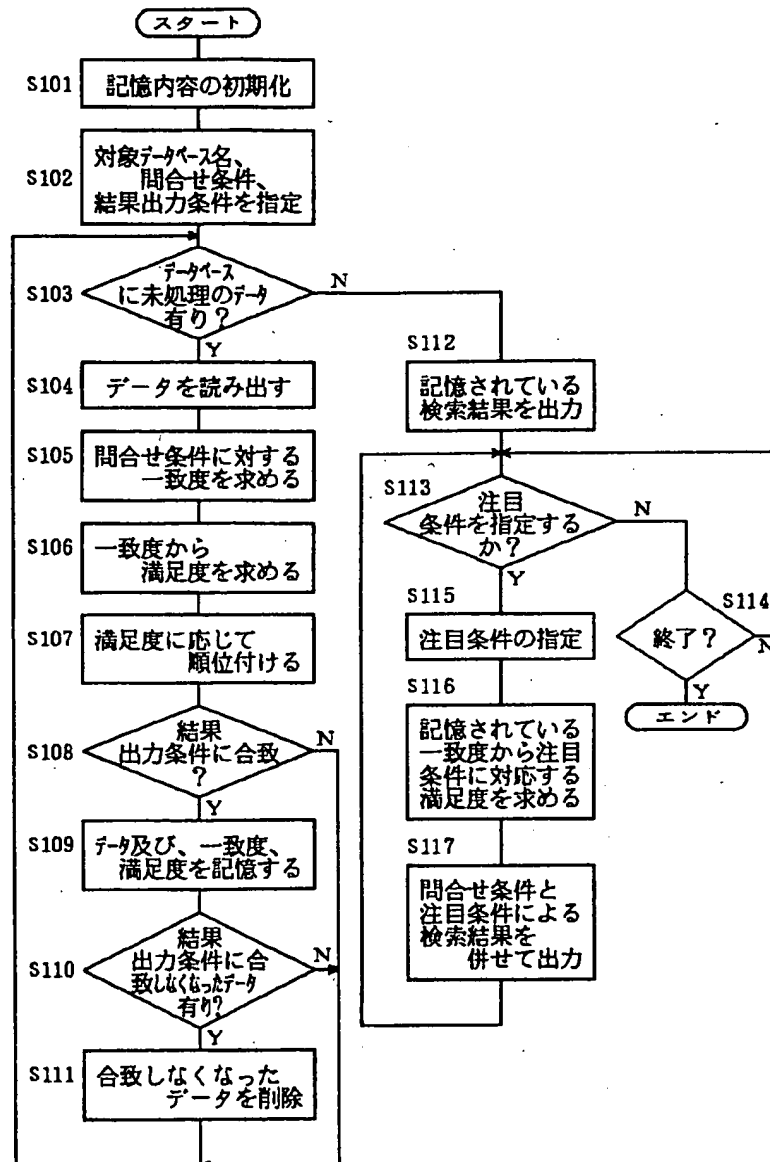 スタート
S101
記憶内容の初期化
S102
対象データベース名、
問合せ条件、
結果出力条件を指定
S103
データベース
に未処理のデータ
有り？
N
Y
S104
データを読み出す
S105
問合せ条件に対する
一致度を求める
S106
一致度から
満足度を求める
S107
満足度に応じて
順位付ける
S108
結果
出力条件に合致
？
N
Y
S109
データ及び、一致度、
満足度を記憶する
S110
結果
出力条件に合
致しなくなったデータ
有り?
N
Y
S111
合致しなくなった
データを削除
S112
記憶されている
検索結果を出力
S113
注目
条件を指定する
か？
N
Y
S114
終了？
N
Y
エンド
S115
注目条件の指定
S116
記憶されている
一致度から注目
条件に対応する
満足度を求める
S117
問合せ条件と
注目条件による
検索結果を
併せて出力